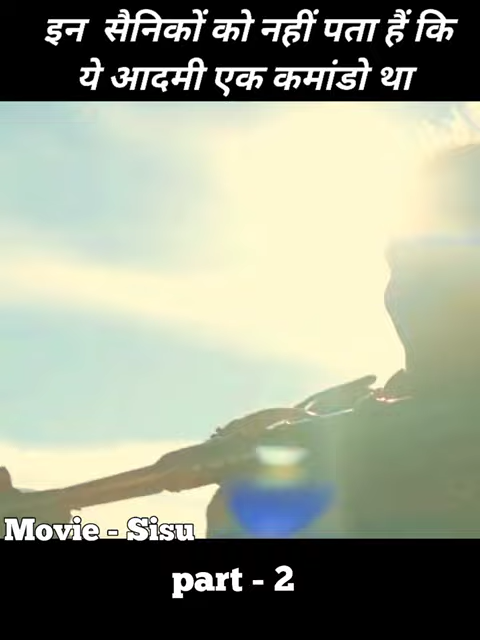 इन सैनिकों को नहीं पता हैं कि
ये आदमी एक कमांडो था
Movie - Sisu
part - 2